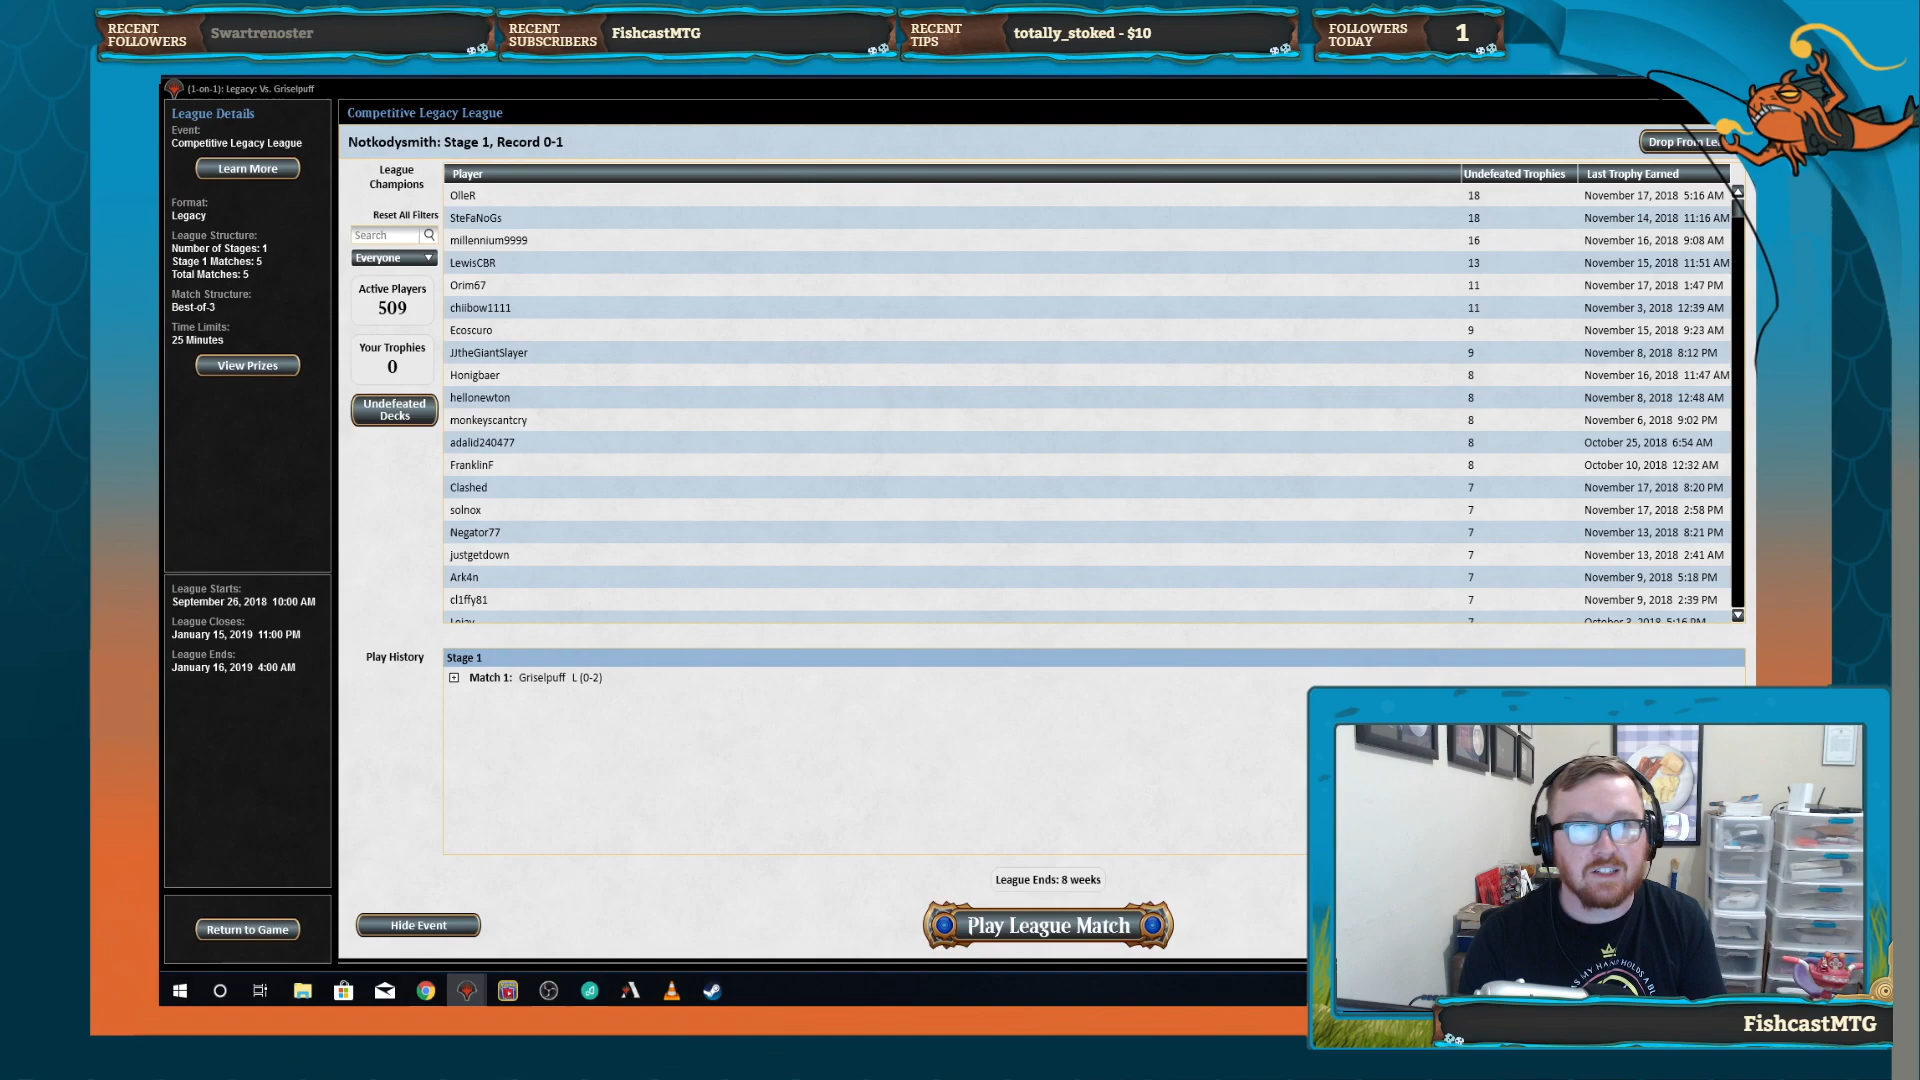 RECENT FOLLOWERS Swartrenoster
RECENT SUBSCRIBERS FishcastMTG
RECENT TIPS totally_stoked - $10
FOLLOWERS TODAY 1
(1-on-1): Legacy: Vs. Griselpuff
League Details
Event:
Competitive Legacy League
Learn More
Format:
Legacy
League Structure:
Number of Stages: 1
Stage 1 Matches: 5
Total Matches: 5
Match Structure:
Best-of-3
Time Limits:
25 Minutes
View Prizes
League Starts:
September 26, 2018 10:00 AM
League Closes:
January 15, 2019 11:00 PM
League Ends:
January 16, 2019 4:00 AM
Return to Game
Competitive Legacy League
Notkodysmith: Stage 1, Record 0-1
Drop From Le
League Champions
Reset All Filters
Search
Everyone
Active Players
509
Your Trophies
0
Undefeated Decks
Player Undefeated Trophies Last Trophy Earned
OlleR 18 November 17, 2018 5:16 AM
SteFaNoGs 18 November 14, 2018 11:16 AM
millennium9999 16 November 16, 2018 9:08 AM
LewisCBR 13 November 15, 2018 11:51 AM
Orim67 11 November 17, 2018 1:47 PM
chiibow1111 11 November 3, 2018 12:39 AM
Ecoscuro 9 November 15, 2018 9:23 AM
JJtheGiantSlayer 9 November 8, 2018 8:12 PM
Honigbaer 8 November 16, 2018 11:47 AM
hellonewton 8 November 8, 2018 12:48 AM
monkeyscantcry 8 November 6, 2018 9:02 PM
adalid240477 8 October 25, 2018 6:54 AM
FranklinF 8 October 10, 2018 12:32 AM
Clashed 7 November 17, 2018 8:20 PM
solnox 7 November 17, 2018 2:58 PM
Negator77 7 November 13, 2018 8:21 PM
justgetdown 7 November 13, 2018 2:41 AM
Ark4n 7 November 9, 2018 5:18 PM
cl1ffy81 7 November 9, 2018 2:39 PM
7 October 3, 2018 5:16 PM
Play History
Stage 1
Match 1: Griselpuff L (0-2)
League Ends: 8 weeks
Hide Event
Play League Match
MY HAND HOLDS A
FishcastMTG